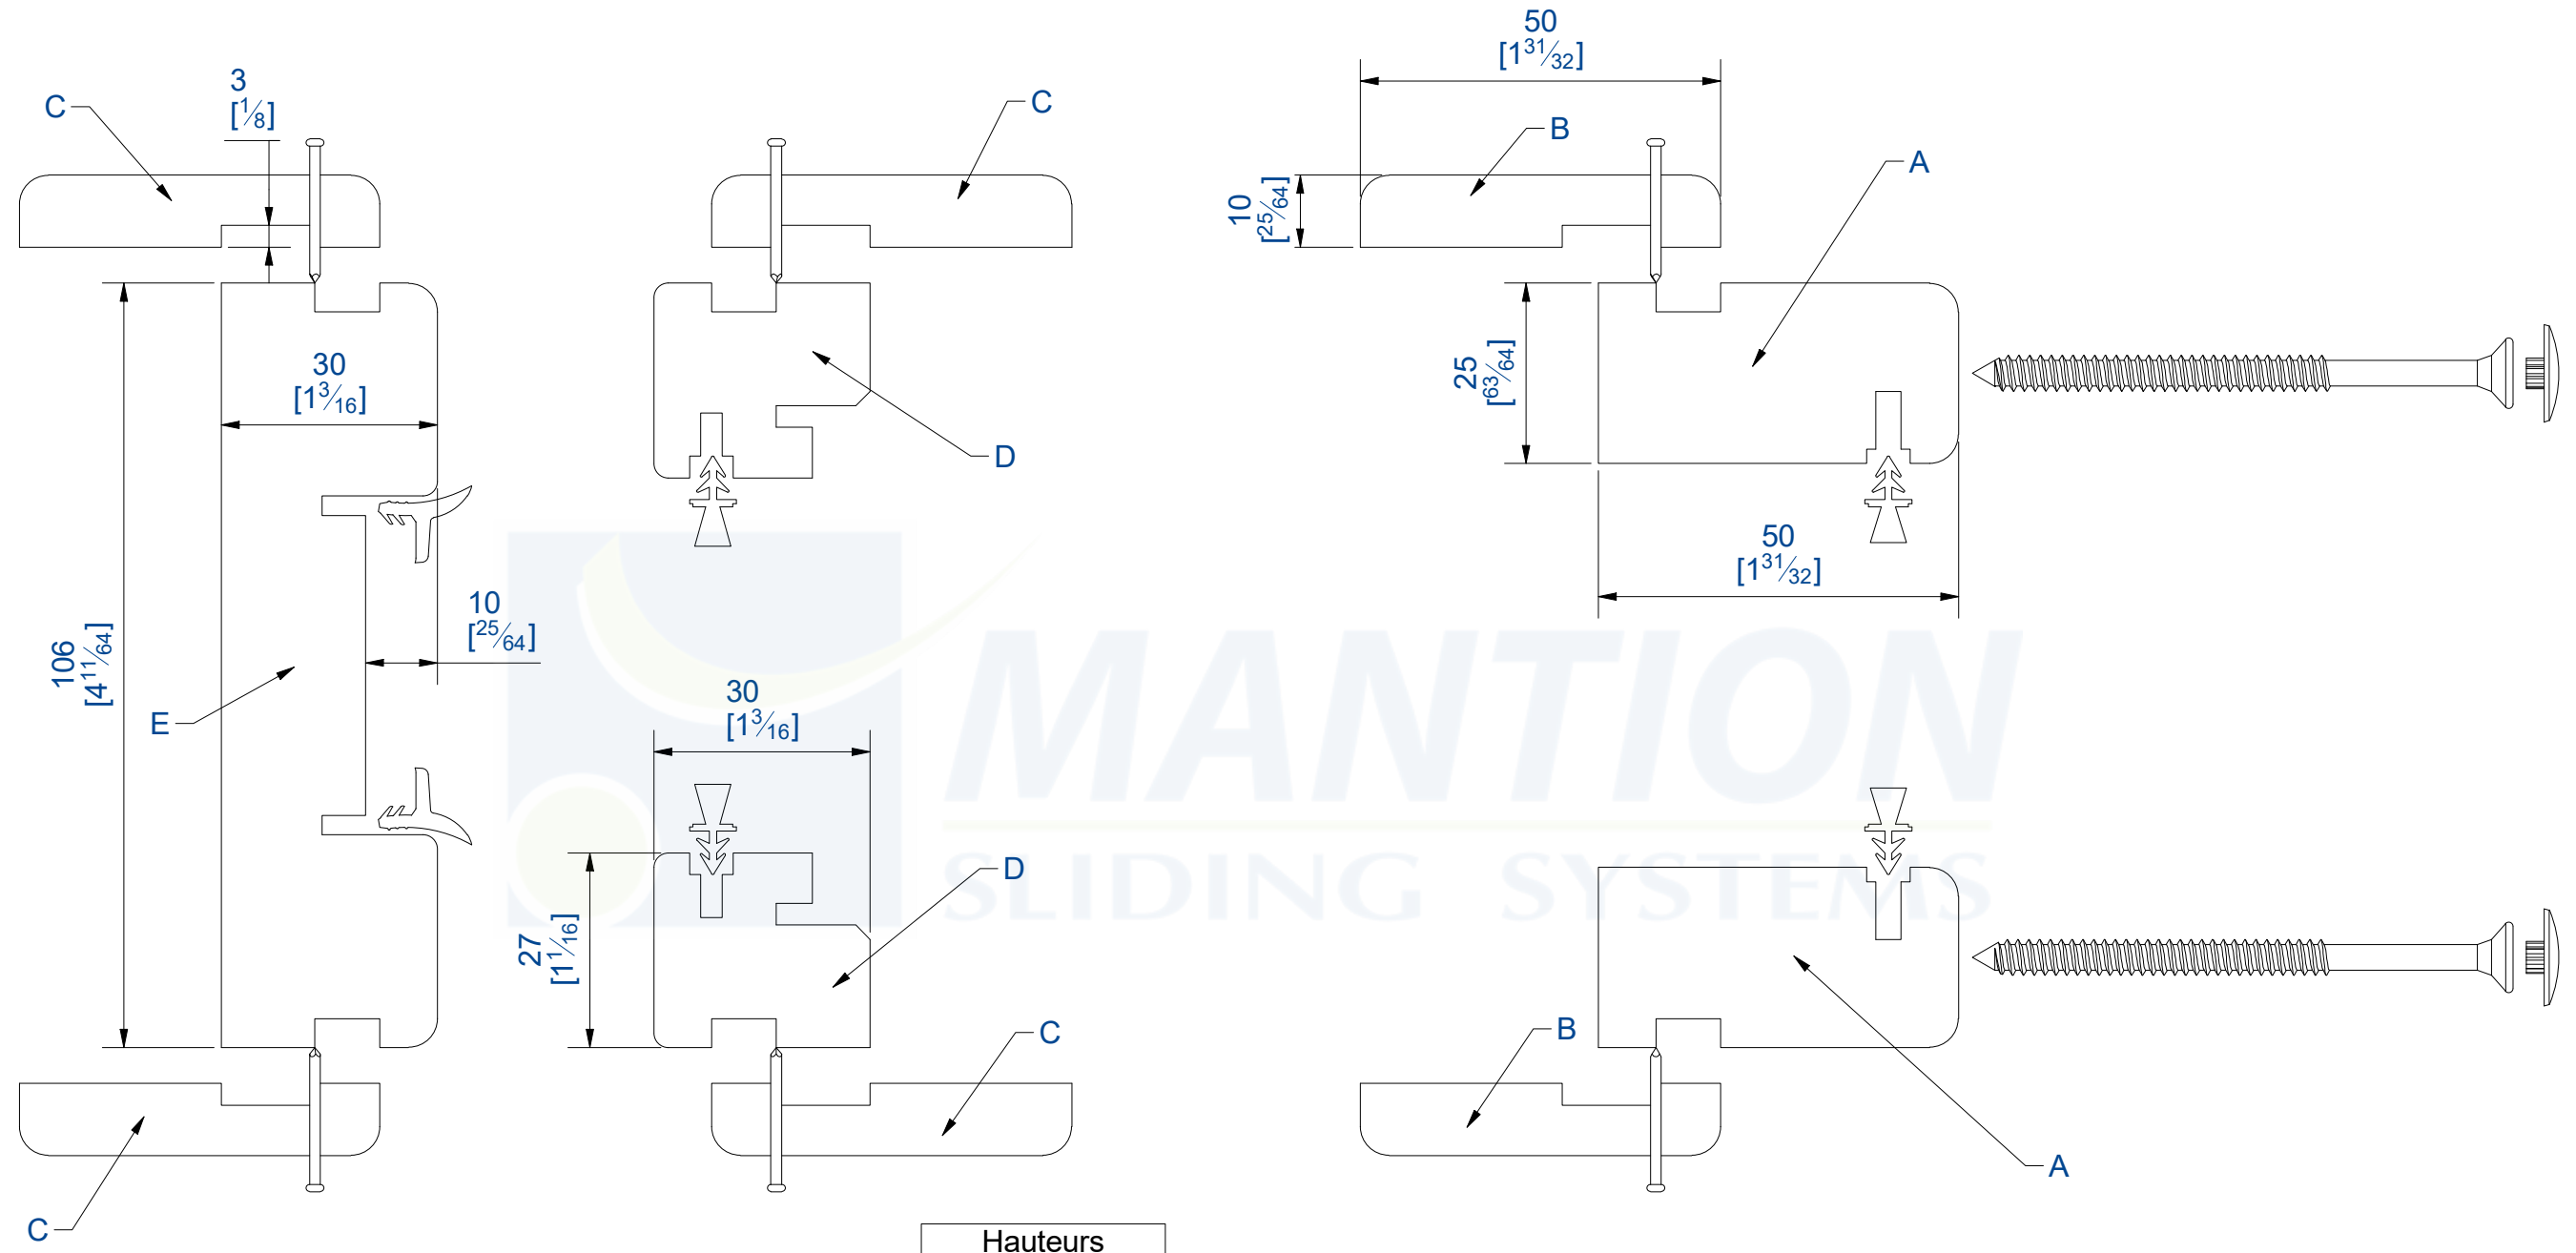 50
[1 31/32]
3
[1/8]
C
C
B
A
10
[25/64]
30
[1 3/16]
25
[63/64]
D
50
[1 31/32]
10
[25/64]
106
[4 11/64]
E
30
[1 3/16]
MANTION
SLIDING SYSTEMS
D
27
[1 1/16]
C
B
A
C
Hauteurs